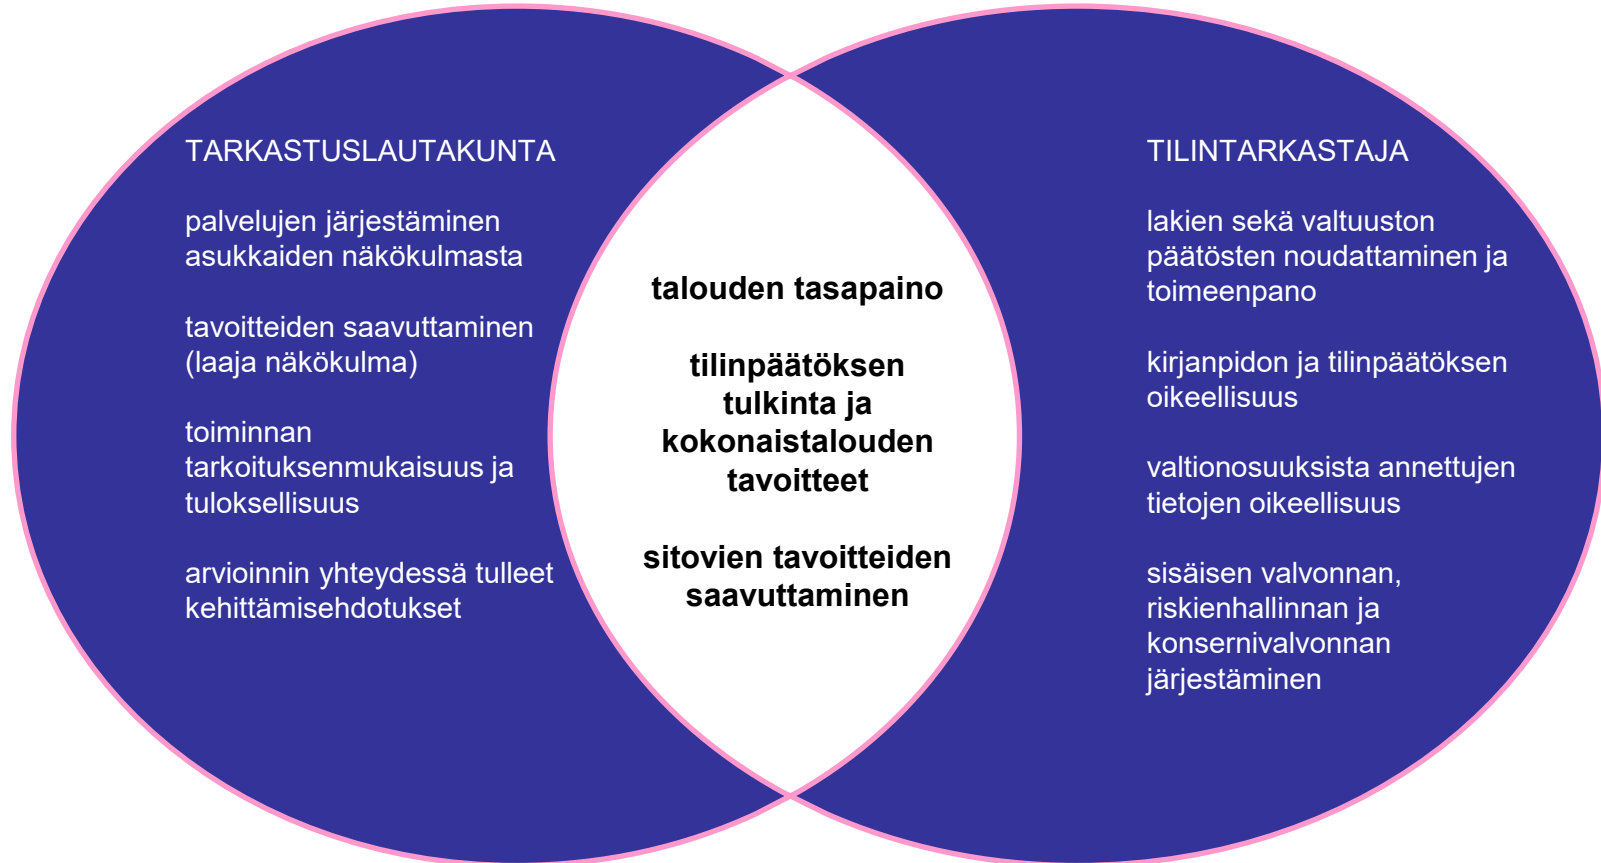 TARKASTUSLAUTAKUNTA
palvelujen järjestäminen
asukkaiden näkökulmasta
tavoitteiden saavuttaminen
(laaja näkökulma)
toiminnan
tarkoituksenmukaisuus ja
tuloksellisuus
arvioinnin yhteydessä tulleet
kehittämisehdotukset
talouden tasapaino
tilinpäätöksen
tulkinta ja
kokonaistalouden
tavoitteet
sitovien tavoitteiden
saavuttaminen
TILINTARKASTAJA
lakien sekä valtuuston
päätösten noudattaminen ja
toimeenpano
kirjanpidon ja tilinpäätöksen
oikeellisuus
valtionosuuksista annettujen
tietojen oikeellisuus
sisäisen valvonnan,
riskienhallinnan ja
konsernivalvonnan
järjestäminen